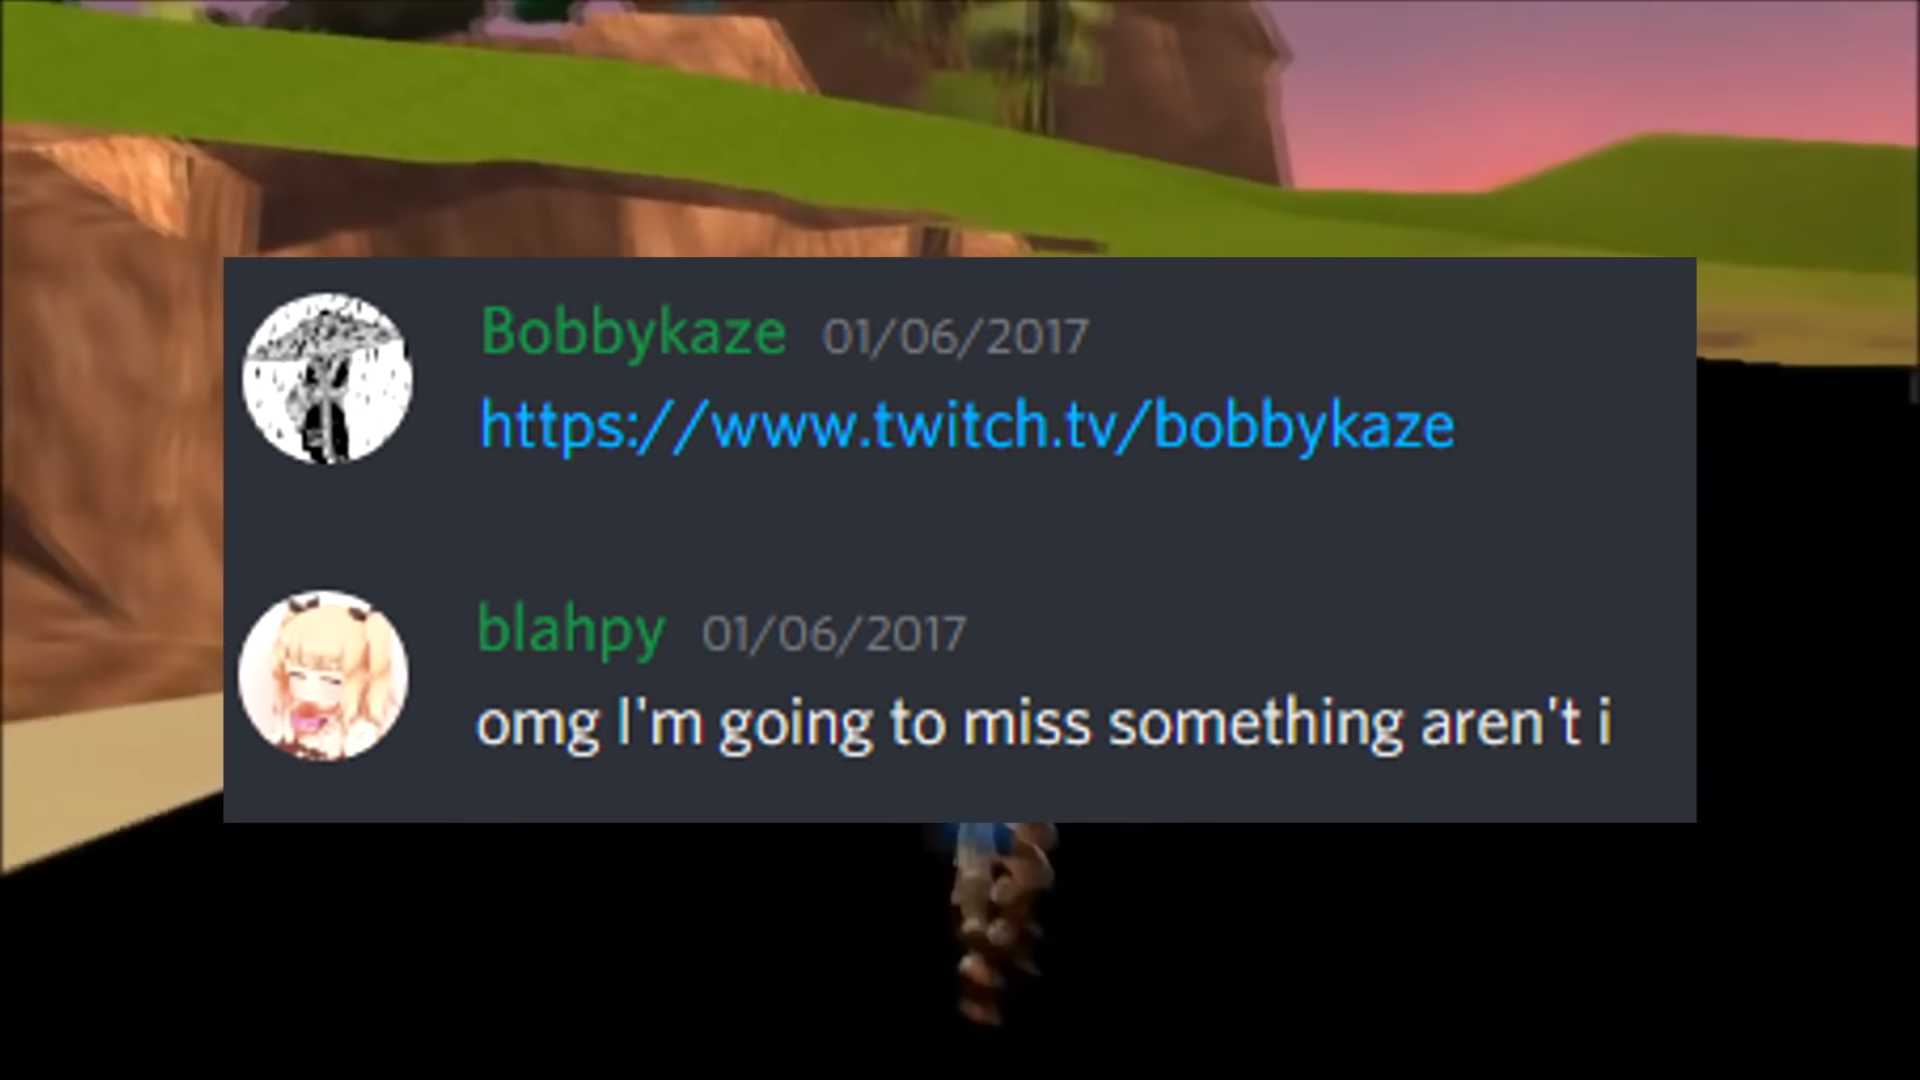 Bobbykaze 01/06/2017
https://www.twitch.tv/bobbykaze
blahpy 01/06/2017
omg I'm going to miss something aren't i